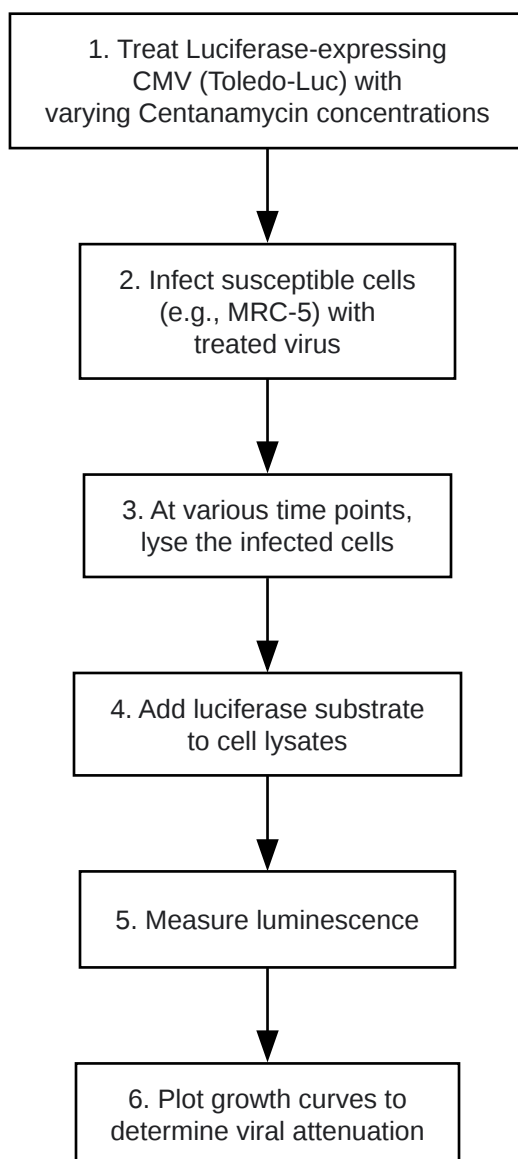 1. Treat Luciferase-expressing
CMV (Toledo-Luc) with
varying Centanamycin concentrations
2. Infect susceptible cells
(e.g., MRC-5) with
treated virus
3. At various time points,
lyse the infected cells
4. Add luciferase substrate
to cell lysates
5. Measure luminescence
6. Plot growth curves to
determine viral attenuation